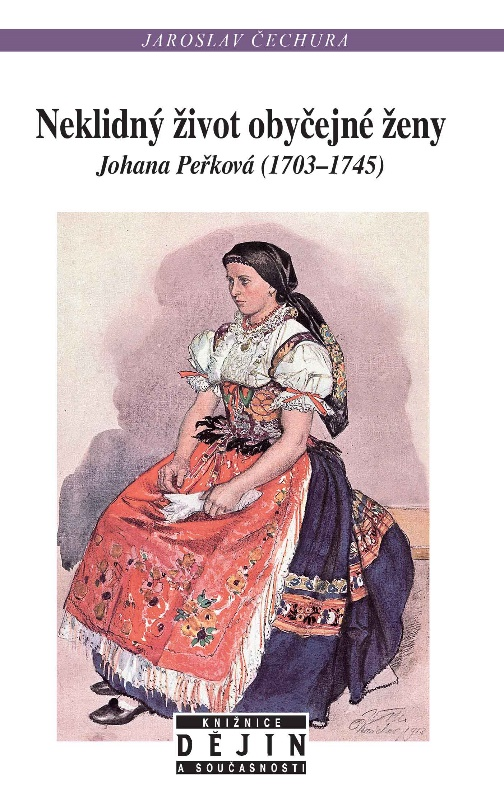 JAROSLAV ČECHURA
Neklidný život obyčejné ženy
Johana Peřková (1703–1745)
KNIŽNICE
DĚJIN
A SOUČASNOSTI